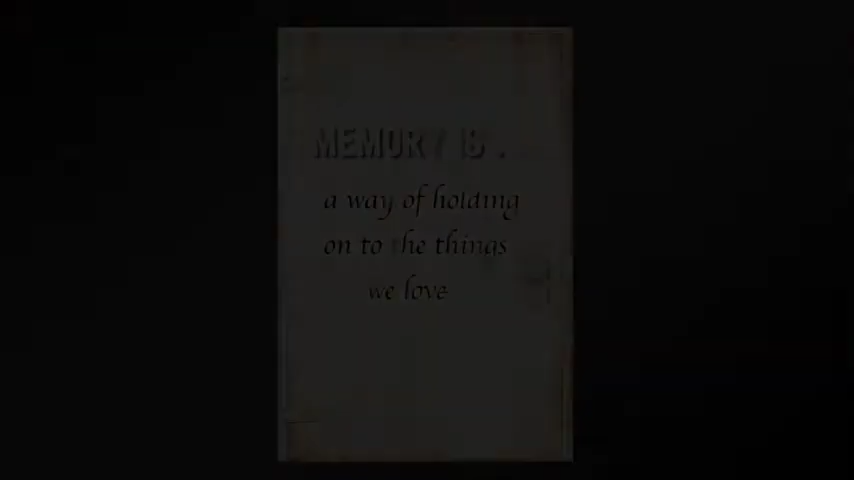 MEMORY IS .
a way of holding
on to the things
we love